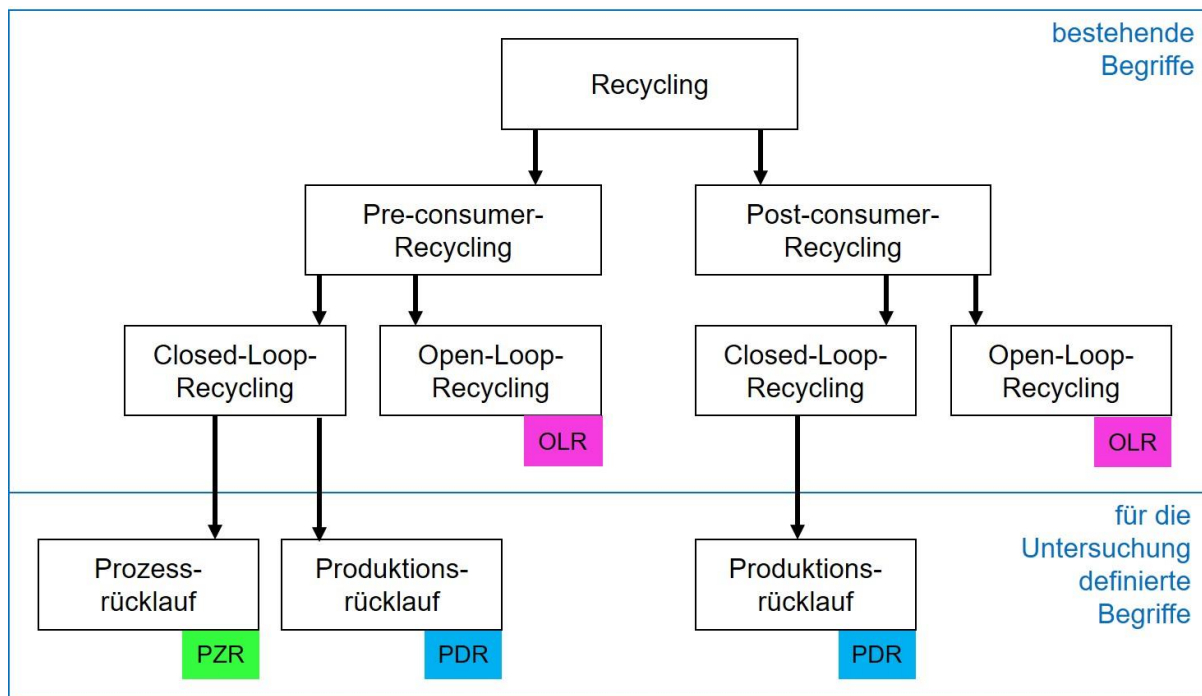 bestehende
Begriffe
Recycling
Pre-consumer-
Recycling
Post-consumer-
Recycling
Closed-Loop-
Recycling
Open-Loop-
Recycling
Closed-Loop-
Recycling
Open-Loop-
Recycling
OLR
OLR
für die
Untersuchung
definierte
Begriffe
Prozess-
rücklauf
Produktions-
rücklauf
Produktions-
rücklauf
PZR
PDR
PDR